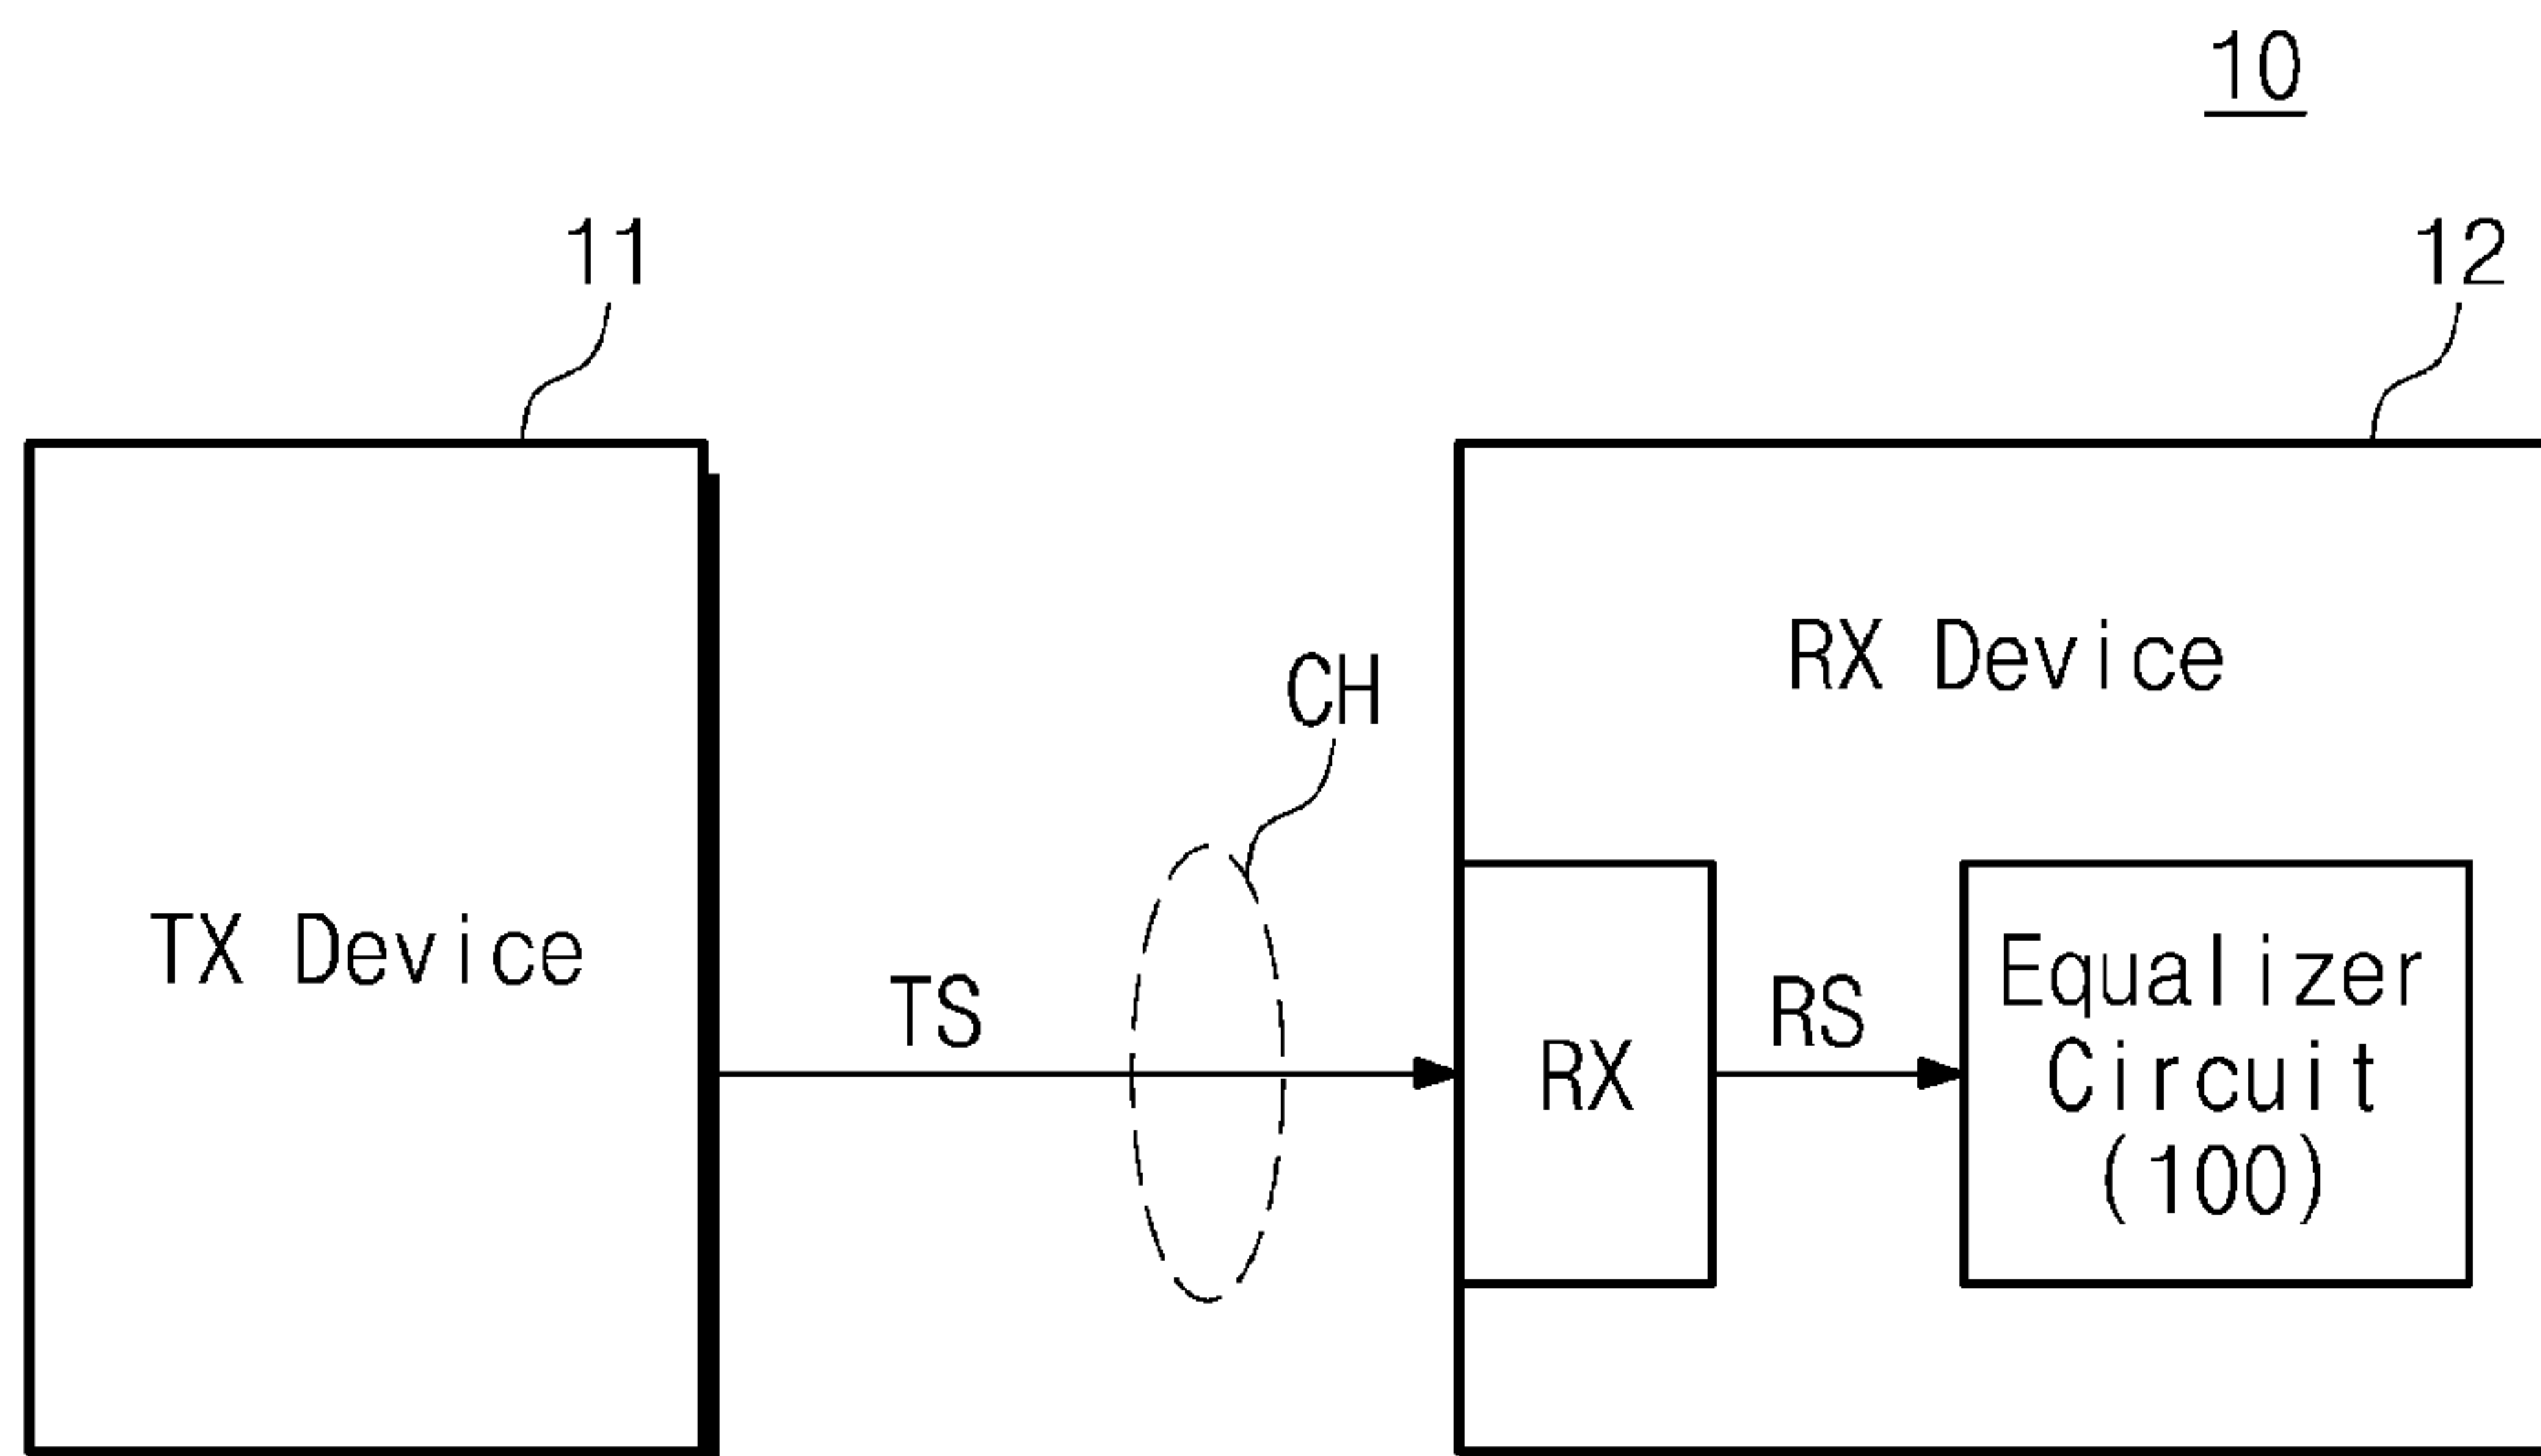 10
11
12
TX Device
TS
CH
RX Device
RX
RS
Equalizer
Circuit
(100)